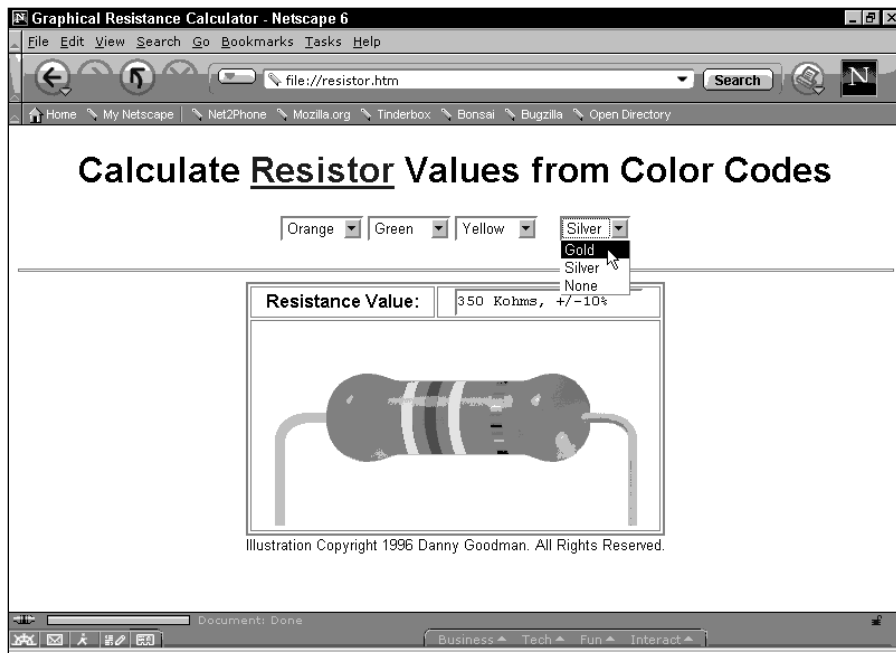 Graphical Resistance Calculator - Netscape 6
File Edit View Search Go Bookmarks Tasks Help
file://resistor.htm Search N
Home My Netscape Net2Phone Mozilla.org Tinderbox Bonsai Bugzilla Open Directory
Calculate Resistor Values from Color Codes
Orange Green Yellow Silver
Gold
Silver
None
Resistance Value: 350 Kohms, +/-10%
Illustration Copyright 1996 Danny Goodman. All Rights Reserved.
Document: Done
Business Tech Fun Interact